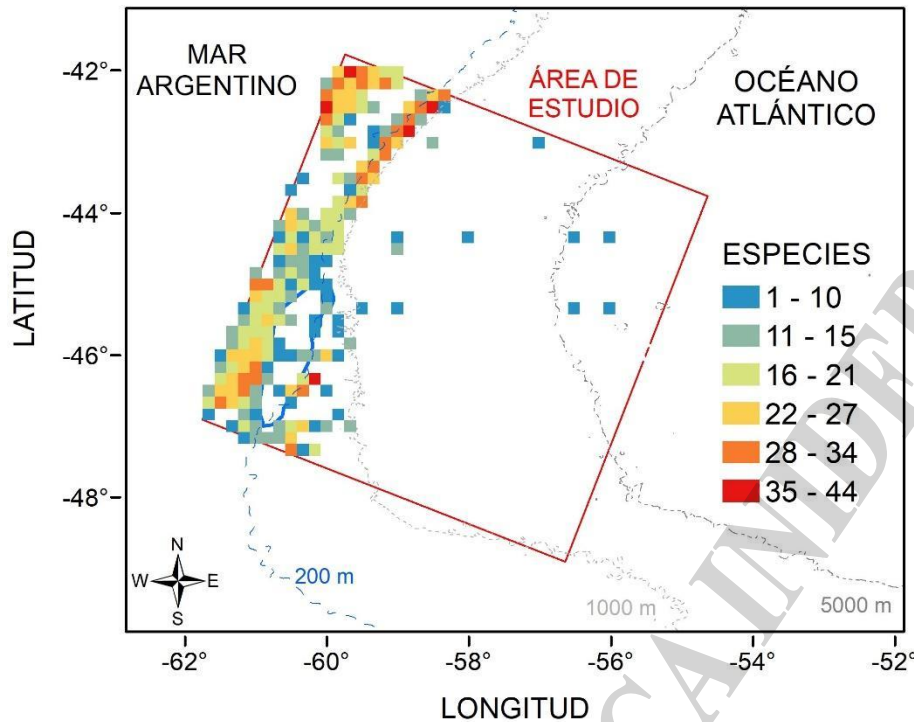 MAR
ARGENTINO
ÁREA DE
ESTUDIO
OCÉANO
ATLÁNTICO
-42°
-44°
-46°
-48°
LATITUD
ESPECIES
1 - 10
11 - 15
16 - 21
22 - 27
28 - 34
35 - 44
N
W E
S
200 m
1000 m
5000 m
-62° -60° -58° -56° -54° -52°
LONGITUD